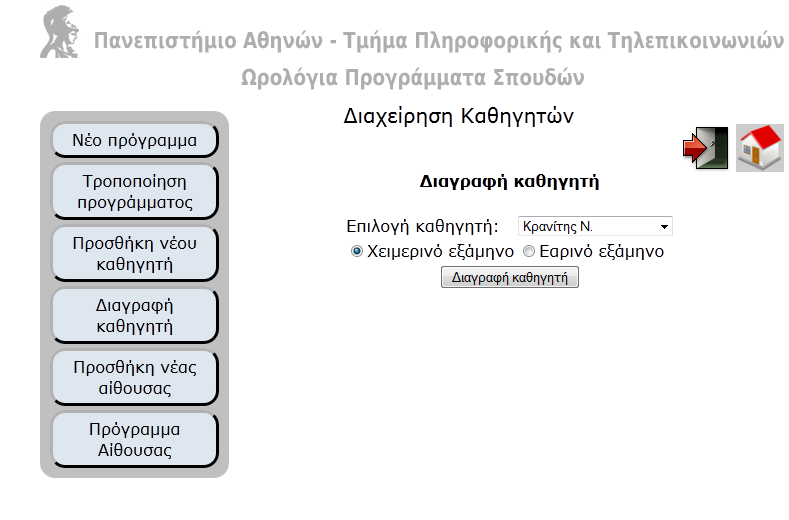 Πανεπιστήμιο Αθηνών - Τμήμα Πληροφορικής και Τηλεπικοινωνιών
Ωρολόγια Προγράμματα Σπουδών
Νέο πρόγραμμα
Τροποποίηση
προγράμματος
Προσθήκη νέου
καθηγητή
Διαγραφή
καθηγητή
Προσθήκη νέας
αίθουσας
Πρόγραμμα
Αίθουσας
Διαχείρηση Καθηγητών
Διαγραφή καθηγητή
Επιλογή καθηγητή: Κρανίτης Ν.
Χειμερινό εξάμηνο Εαρινό εξάμηνο
Διαγραφή καθηγητή